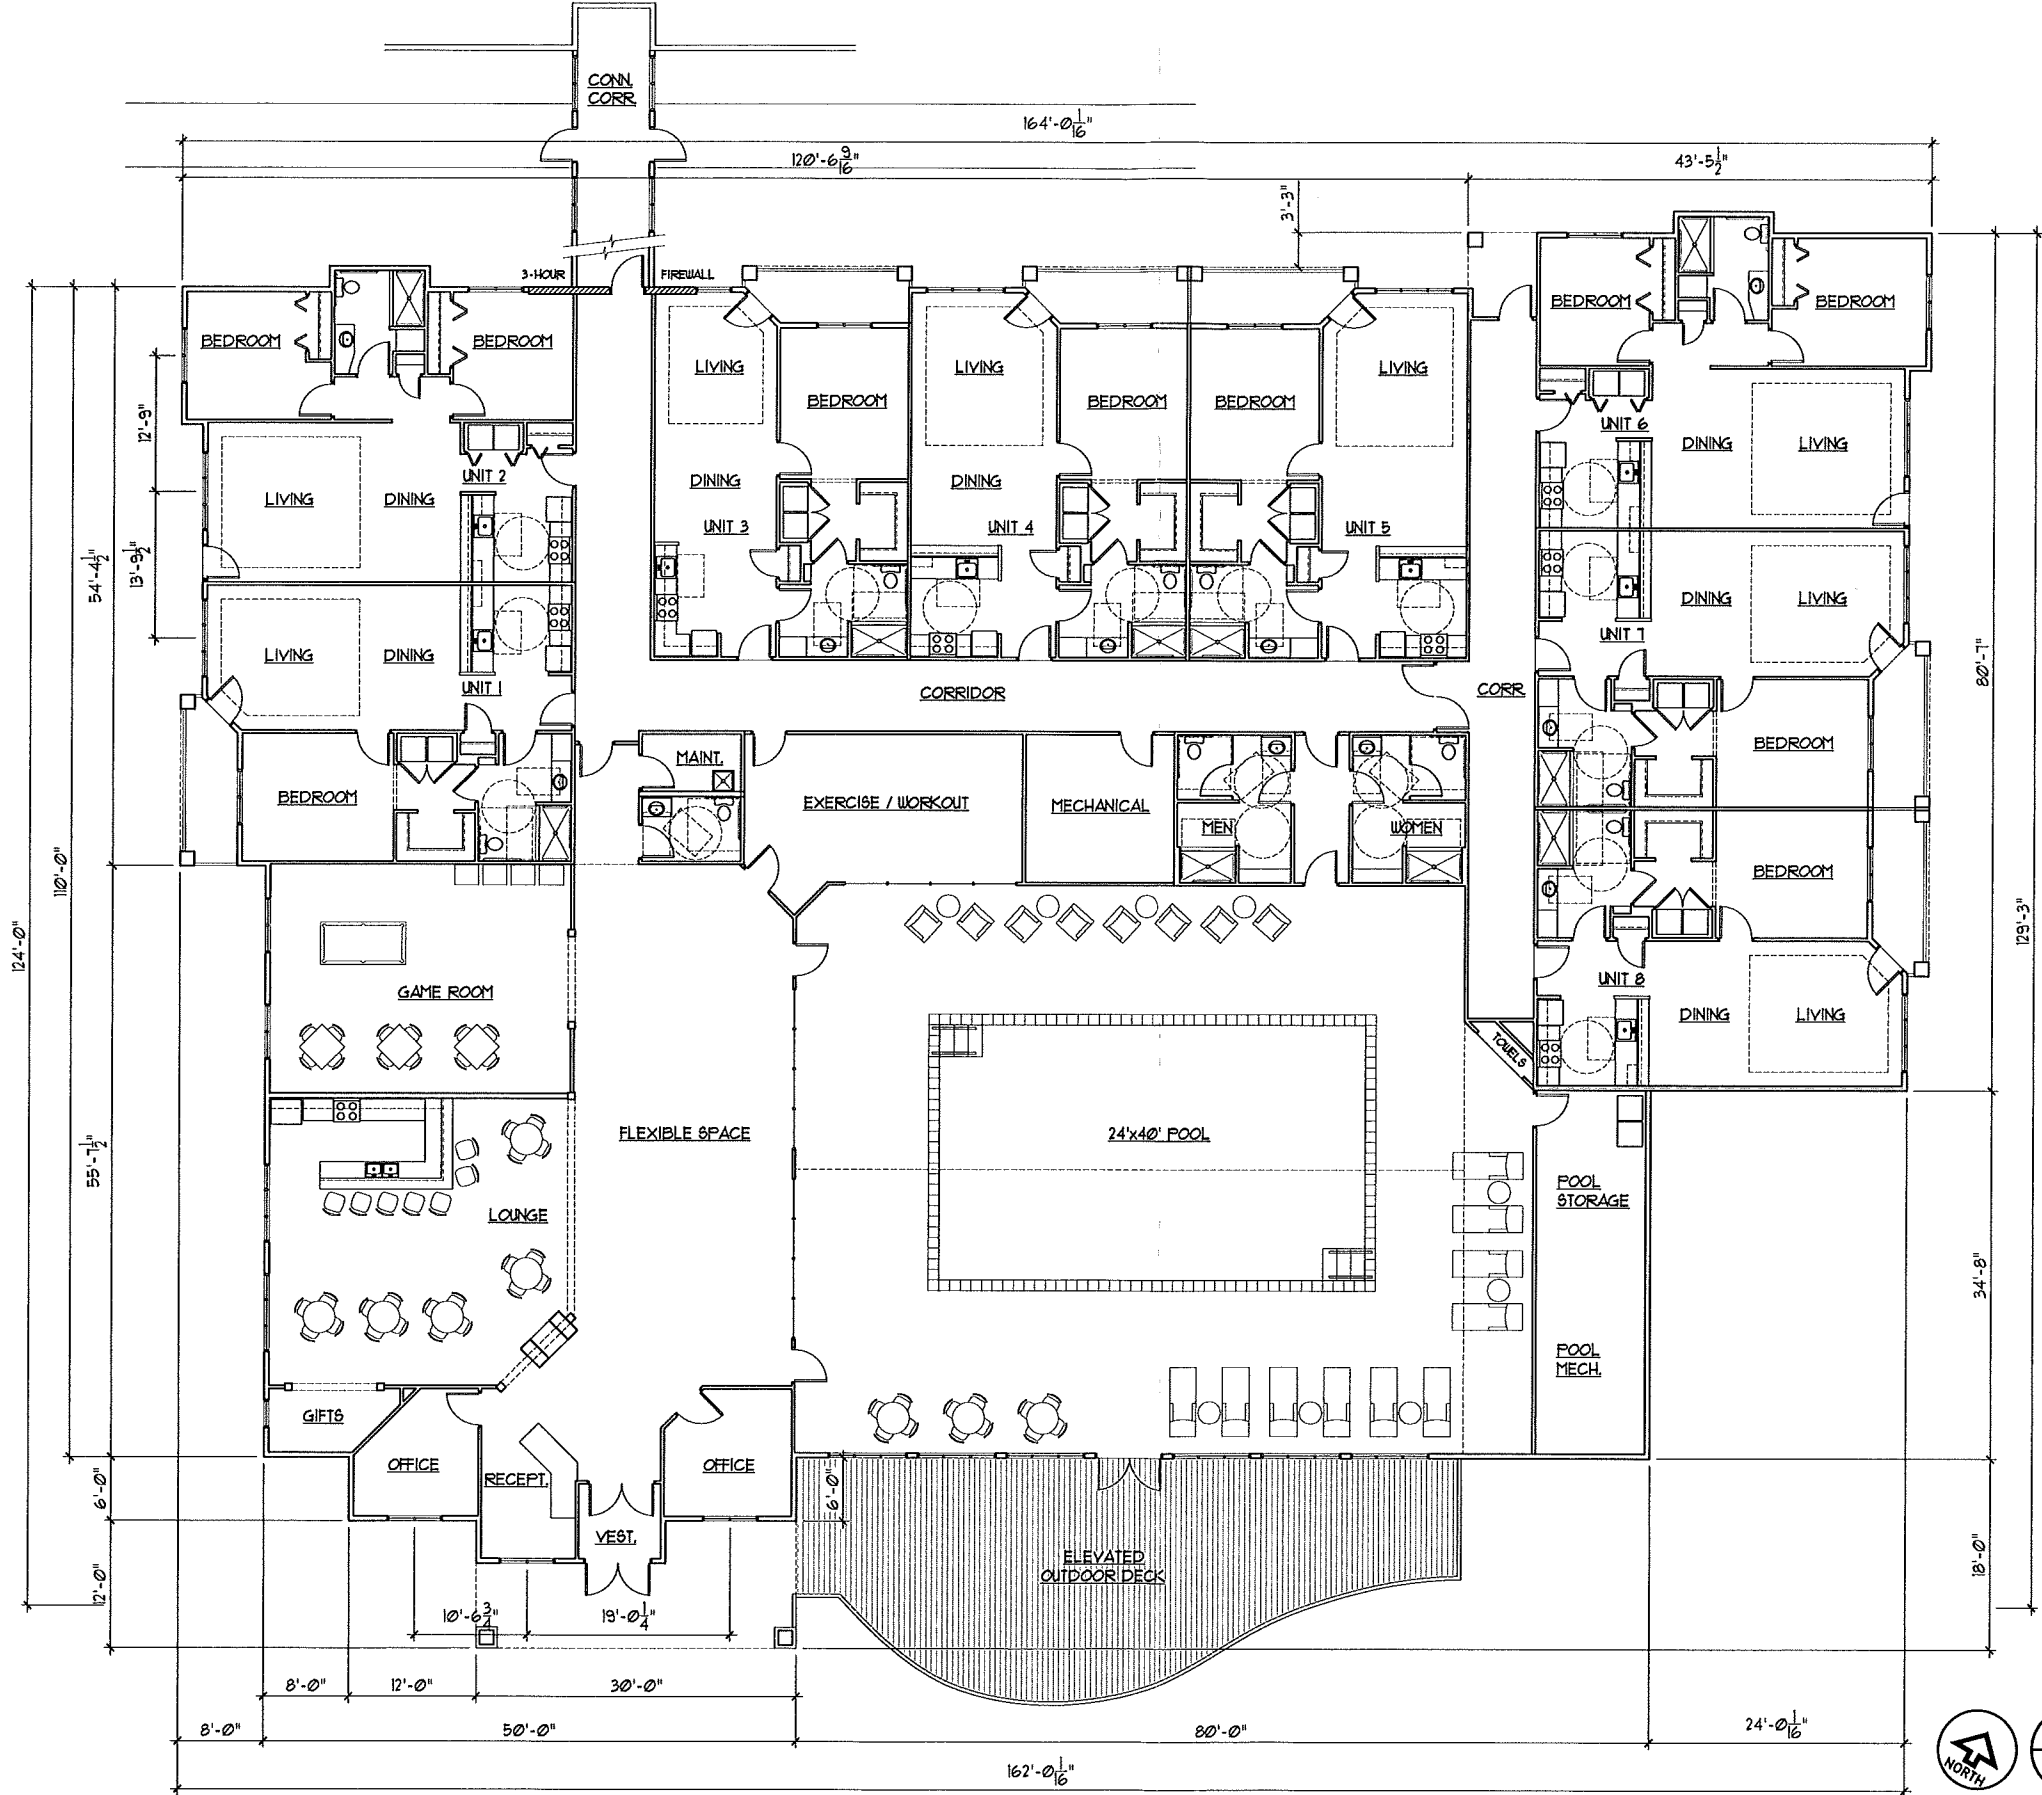 CONN.
CORR.
164'-0 1/16"
120'-6 9/16"
43'-5 1/2"
3'-3"
3-HOUR
FIREWALL
BEDROOM
BEDROOM
BEDROOM
BEDROOM
LIVING
LIVING
LIVING
BEDROOM
BEDROOM
BEDROOM
12'-9"
UNIT 6
DINING
LIVING
UNIT 2
LIVING
DINING
DINING
DINING
UNIT 3
UNIT 4
UNIT 5
54'-4 1/2"
13'-9 1/2"
DINING
LIVING
UNIT 7
LIVING
DINING
UNIT 1
CORRIDOR
CORR.
80'-7"
MAINT.
BEDROOM
BEDROOM
EXERCISE / WORKOUT
MECHANICAL
MEN
WOMEN
BEDROOM
110'-0"
124'-0"
129'-3"
GAME ROOM
UNIT 8
DINING
LIVING
TOWELS
FLEXIBLE SPACE
24'x40' POOL
55'-7 1/2"
POOL
STORAGE
LOUNGE
34'-8"
POOL
MECH.
GIFTS
OFFICE
RECEPT.
OFFICE
6'-0"
6'-0"
VEST.
ELEVATED
OUTDOOR DECK
12'-0"
18'-0"
10'-6 3/4"
19'-0 1/4"
8'-0"
12'-0"
30'-0"
8'-0"
50'-0"
80'-0"
24'-0 1/16"
162'-0 1/16"
NORTH